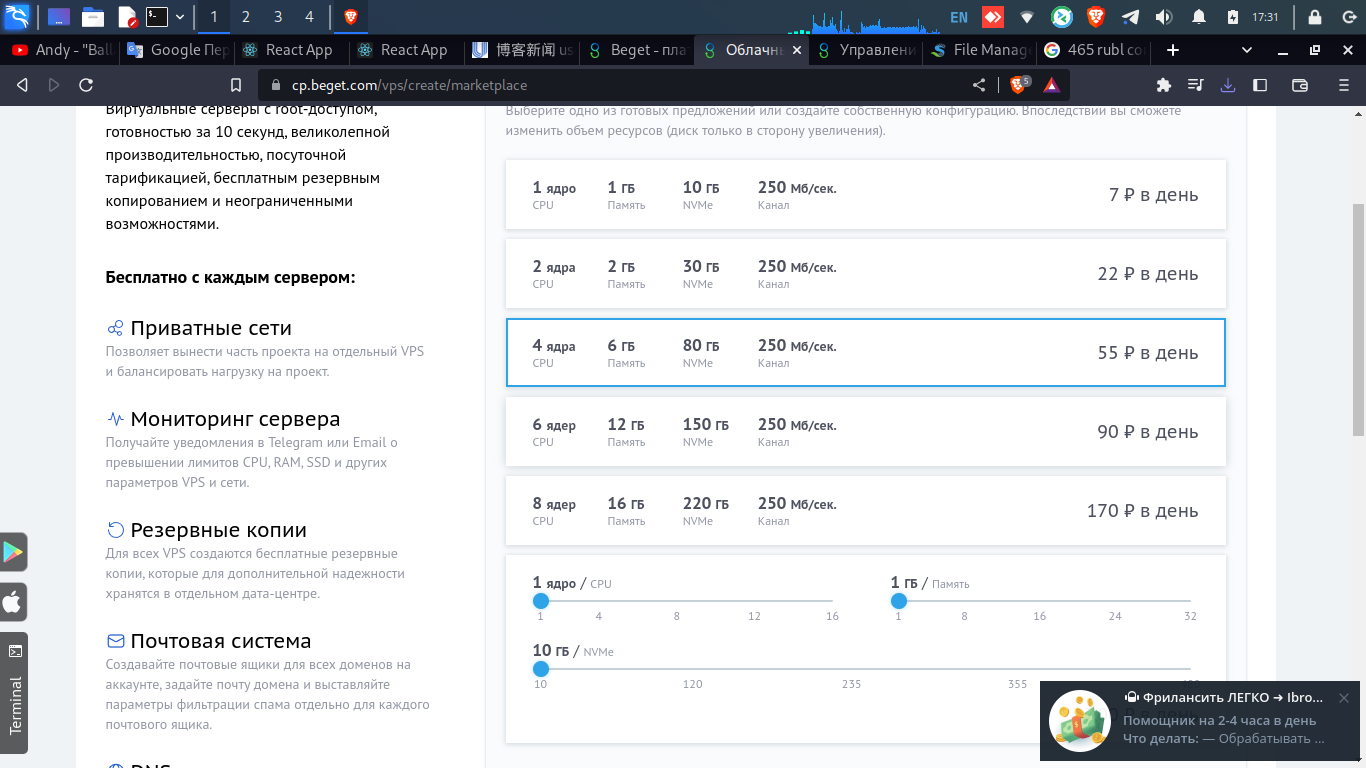 1 2 3 4 EN 17:31
Andy - "Ball Google Пер React App React App 博客新闻 us Beget - плат Облачны Управлени File Manage G 465 rubl co
cp.beget.com/vps/create/marketplace 5
Виртуальные серверы с root-доступом,
готовностью за 10 секунд, великолепной
производительностью, посуточной
тарификацией, бесплатным резервным
копированием и неограниченными
возможностями.
Бесплатно с каждым сервером:
Приватные сети
Позволяет вынести часть проекта на отдельный VPS
и балансировать нагрузку на проект.
Мониторинг сервера
Получайте уведомления в Telegram или Email о
превышении лимитов CPU, RAM, SSD и других
параметров VPS и сети.
Резервные копии
Для всех VPS создаются бесплатные резервные
копии, которые для дополнительной надежности
хранятся в отдельном дата-центре.
Почтовая система
Создавайте почтовые ящики для всех доменов на
аккаунте, задайте почту домена и выставляйте
параметры фильтрации спама отдельно для каждого
почтового ящика.
DNS
Terminal
Выберите одно из готовых предложений или создайте собственную конфигурацию. Впоследствии вы сможете
изменить объем ресурсов (диск только в сторону увеличения).
1 ядро 1 ГБ 10 ГБ 250 Мб/сек. 7 ₽ в день
CPU Память NVMe Канал
2 ядра 2 ГБ 30 ГБ 250 Мб/сек. 22 ₽ в день
CPU Память NVMe Канал
4 ядра 6 ГБ 80 ГБ 250 Мб/сек. 55 ₽ в день
CPU Память NVMe Канал
6 ядер 12 ГБ 150 ГБ 250 Мб/сек. 90 ₽ в день
CPU Память NVMe Канал
8 ядер 16 ГБ 220 ГБ 250 Мб/сек. 170 ₽ в день
CPU Память NVMe Канал
1 ядро / CPU 1 ГБ / Память
1 4 8 12 16 1 8 16 24 32
10 ГБ / NVMe
10 120 235 355
Фрилансить ЛЕГКО ➜ Ibro...
Помощник на 2-4 часа в день
Что делать: — Обрабатывать ...